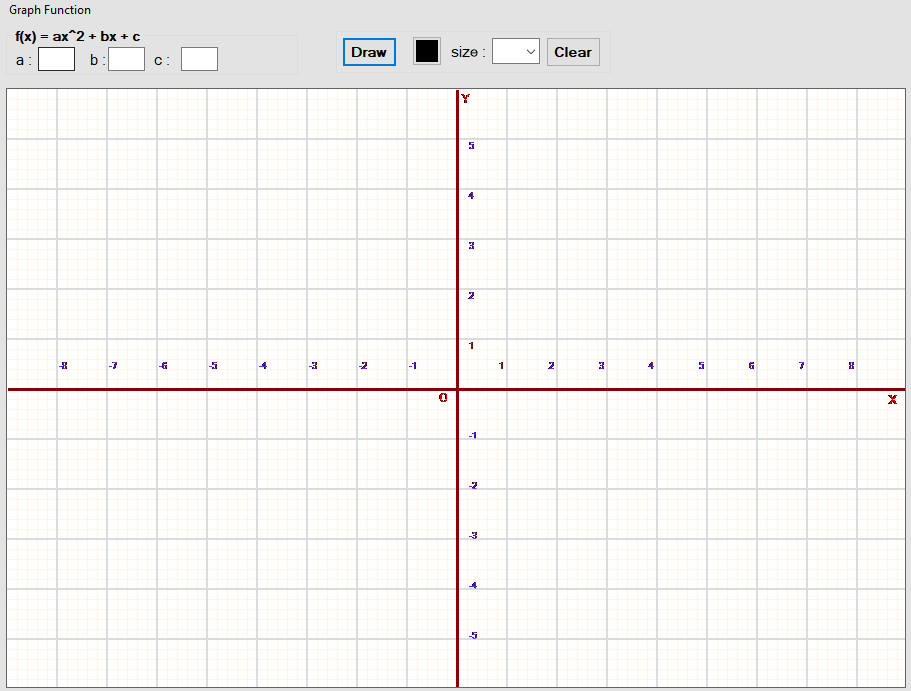 Graph Function
f(x) = ax^2 + bx + c
a : b : c :
Draw size : Clear
Y
5
4
3
2
1
-8 -7 -6 -5 -4 -3 -2 -1 1 2 3 4 5 6 7 8
O X
-1
-2
-3
-4
-5